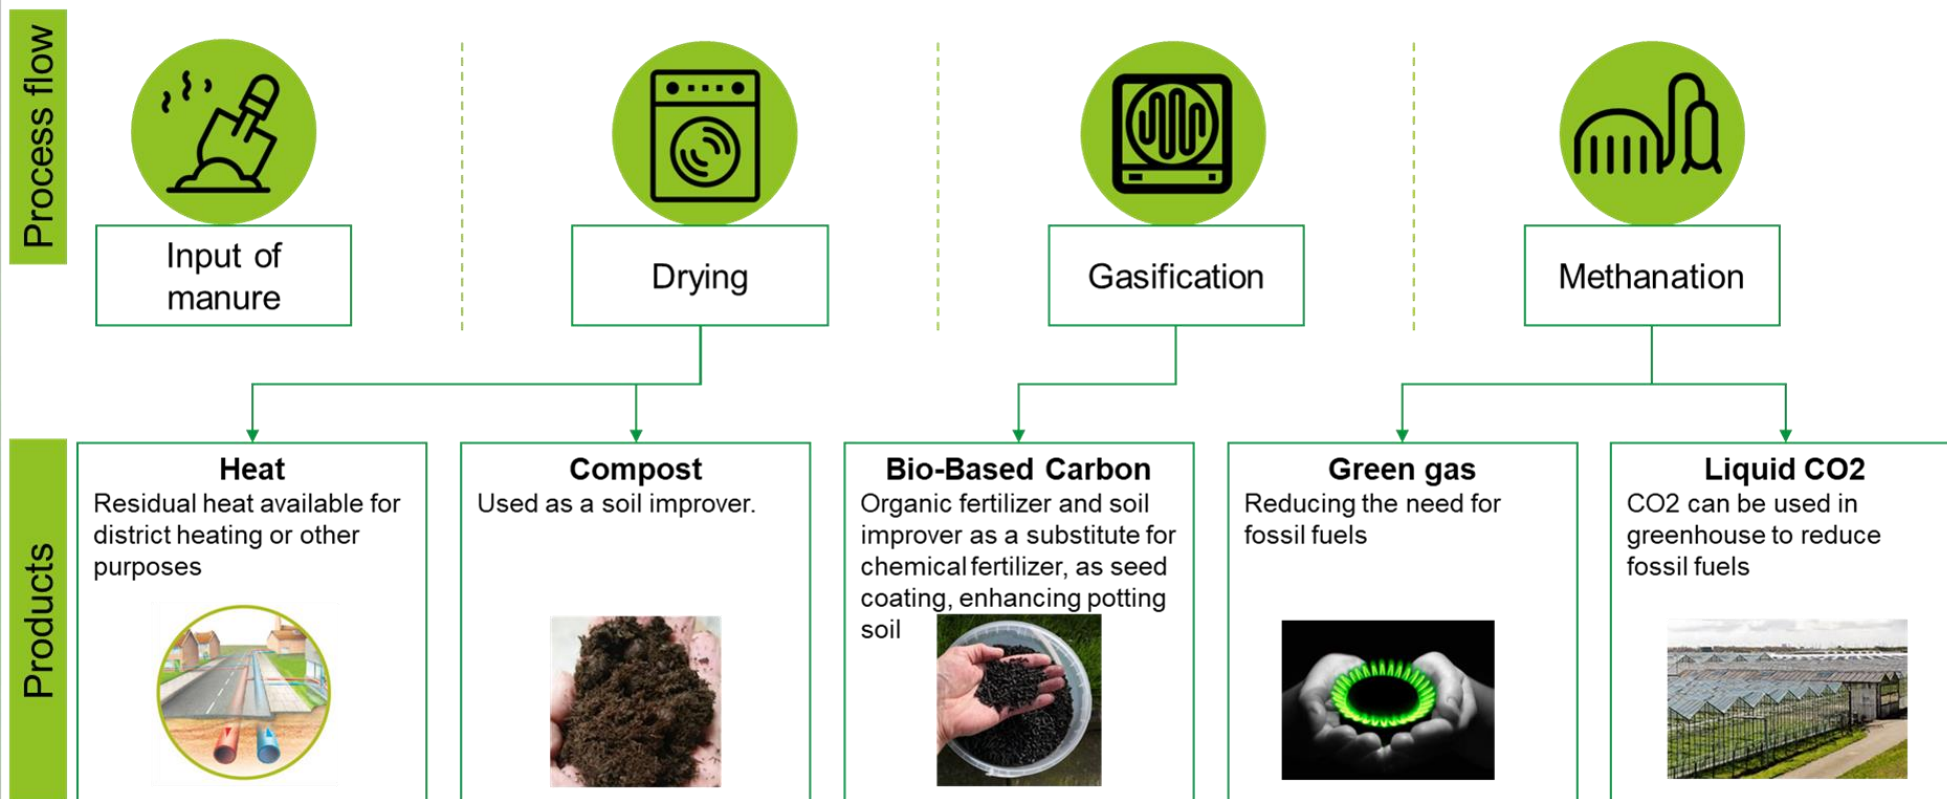 Process flow
Input of
manure
Drying
Gasification
Methanation
Products
Heat
Residual heat available for
district heating or other
purposes
Compost
Used as a soil improver.
Bio-Based Carbon
Organic fertilizer and soil
improver as a substitute for
chemical fertilizer, as seed
coating, enhancing potting
soil
Green gas
Reducing the need for
fossil fuels
Liquid CO2
CO2 can be used in
greenhouse to reduce
fossil fuels